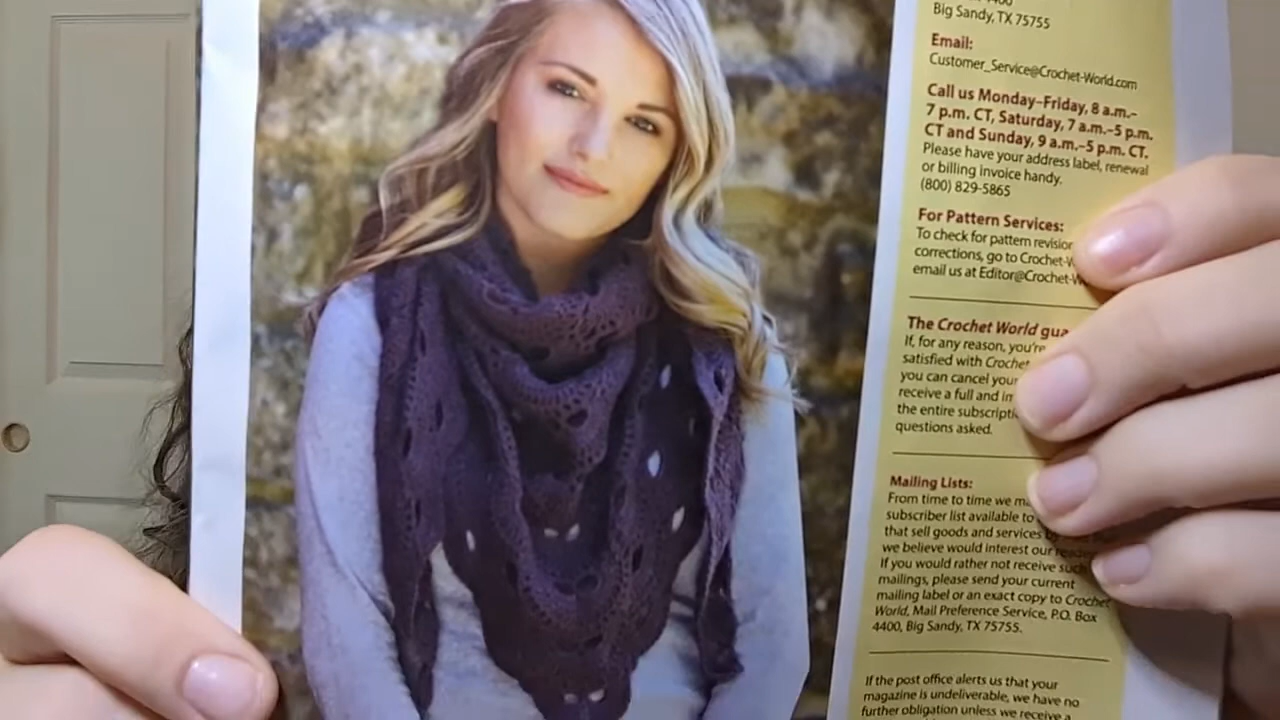 4400
Big Sandy, TX 75755
Email:
Customer_Service@Crochet-World.com
Call us Monday–Friday, 8 a.m.–
7 p.m. CT, Saturday, 7 a.m.–5 p.m.
CT and Sunday, 9 a.m.–5 p.m. CT.
Please have your address label, renewal
or billing invoice handy.
(800) 829-5865
For Pattern Services:
To check for pattern revision
corrections, go to Crochet-W
email us at Editor@Crochet-W
The Crochet World gua
If, for any reason, you're
satisfied with Crochet
you can cancel your
receive a full and im
the entire subscripti
questions asked.
Mailing Lists:
From time to time we ma
subscriber list available to
that sell goods and services by
we believe would interest our readers.
If you would rather not receive such
mailings, please send your current
mailing label or an exact copy to Crochet
World, Mail Preference Service, P.O. Box
4400, Big Sandy, TX 75755.
If the post office alerts us that your
magazine is undeliverable, we have no
further obligation unless we receive a